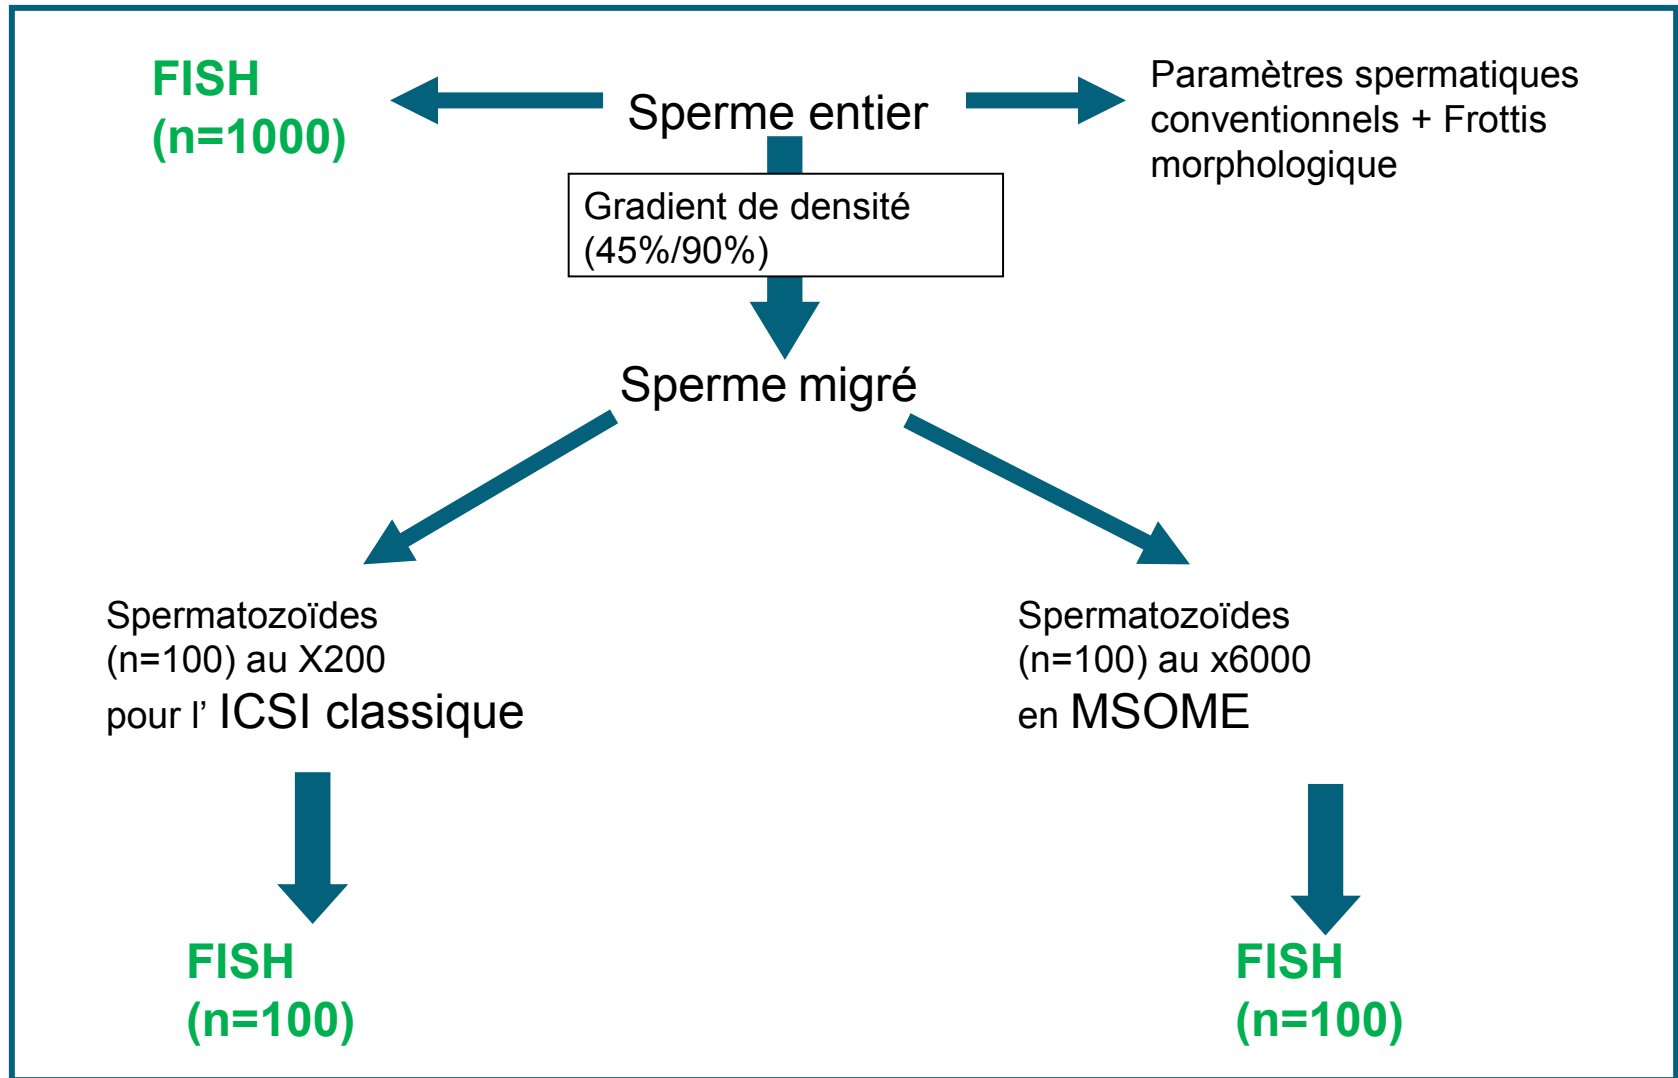 FISH
(n=1000)
Sperme entier
Paramètres spermatiques
conventionnels + Frottis
morphologique
Gradient de densité
(45%/90%)
Sperme migré
Spermatozoïdes
(n=100) au X200
pour l’ ICSI classique
Spermatozoïdes
(n=100) au x6000
en MSOME
FISH
(n=100)
FISH
(n=100)